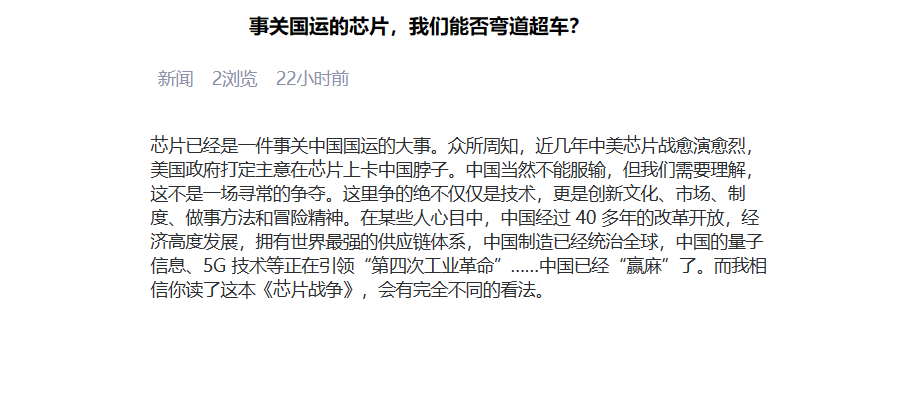 事关国运的芯片，我们能否弯道超车？
新闻 2浏览 22小时前
芯片已经是一件事关中国国运的大事。众所周知，近几年中美芯片战愈演愈烈，
美国政府打定主意在芯片上卡中国脖子。中国当然不能服输，但我们需要理解，
这不是一场寻常的争夺。这里争的绝不仅仅是技术，更是创新文化、市场、制
度、做事方法和冒险精神。在某些人心目中，中国经过 40 多年的改革开放，经
济高度发展，拥有世界最强的供应链体系，中国制造已经统治全球，中国的量子
信息、5G 技术等正在引领“第四次工业革命”……中国已经“赢麻”了。而我相
信你读了这本《芯片战争》，会有完全不同的看法。